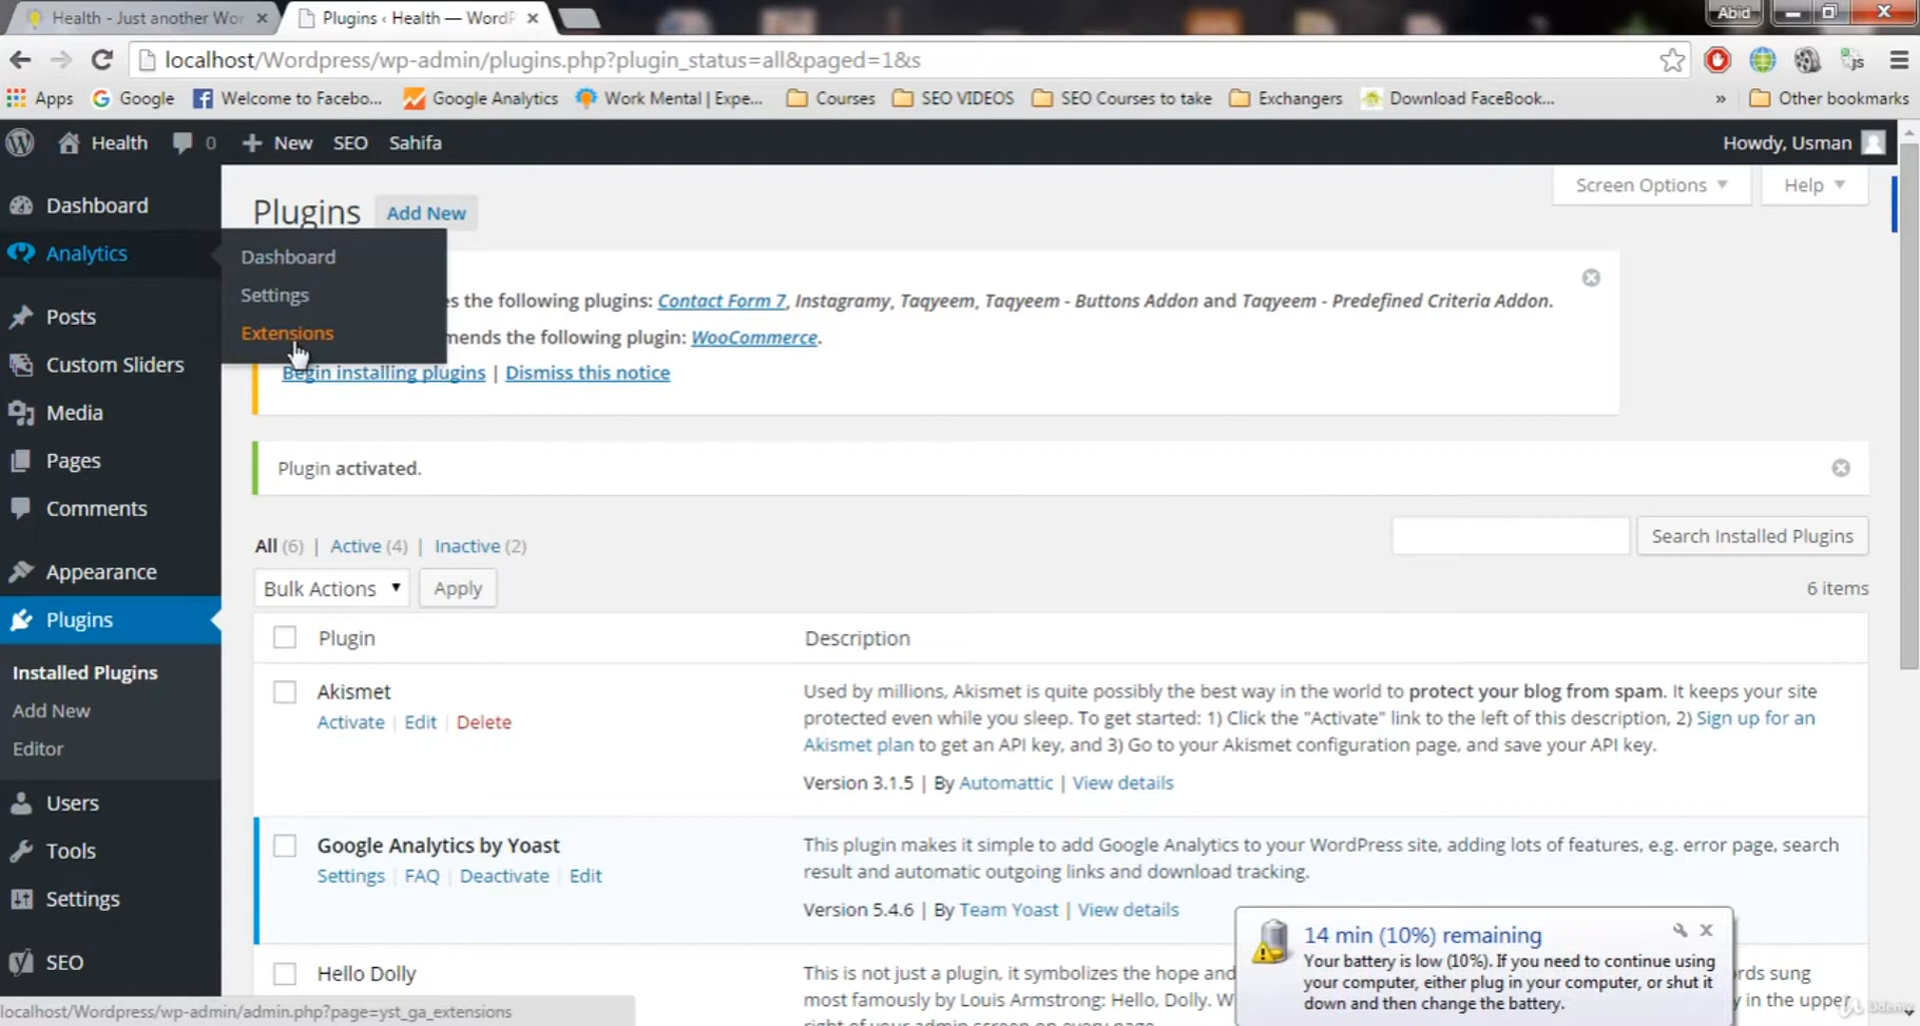 Health - Just another Wor
Plugins ‹ Health — WordP
Abid
localhost/Wordpress/wp-admin/plugins.php?plugin_status=all&paged=1&s
Apps
Google
Welcome to Facebo...
Google Analytics
Work Mental | Expe...
Courses
SEO VIDEOS
SEO Courses to take
Exchangers
Download FaceBook...
»
Other bookmarks
Health
0
New
SEO
Sahifa
Howdy, Usman
Dashboard
Analytics
Posts
Custom Sliders
Media
Pages
Comments
Appearance
Plugins
Installed Plugins
Add New
Editor
Users
Tools
Settings
SEO
Dashboard
Settings
Extensions
Screen Options
Help
Plugins
Add New
s the following plugins: Contact Form 7, Instagramy, Taqyeem, Taqyeem - Buttons Addon and Taqyeem - Predefined Criteria Addon.
mends the following plugin: WooCommerce.
Begin installing plugins | Dismiss this notice
Plugin activated.
All (6) | Active (4) | Inactive (2)
Search Installed Plugins
Bulk Actions
Apply
6 items
Plugin
Description
Akismet
Activate | Edit | Delete
Used by millions, Akismet is quite possibly the best way in the world to protect your blog from spam. It keeps your site
protected even while you sleep. To get started: 1) Click the "Activate" link to the left of this description, 2) Sign up for an
Akismet plan to get an API key, and 3) Go to your Akismet configuration page, and save your API key.
Version 3.1.5 | By Automattic | View details
Google Analytics by Yoast
Settings | FAQ | Deactivate | Edit
This plugin makes it simple to add Google Analytics to your WordPress site, adding lots of features, e.g. error page, search
result and automatic outgoing links and download tracking.
Version 5.4.6 | By Team Yoast | View details
Hello Dolly
This is not just a plugin, it symbolizes the hope and
rds sung
most famously by Louis Armstrong: Hello, Dolly. W
y in the upper
right of your admin screen on every page.
14 min (10%) remaining
Your battery is low (10%). If you need to continue using
your computer, either plug in your computer, or shut it
down and then change the battery.
localhost/Wordpress/wp-admin/admin.php?page=yst_ga_extensions
Udemy